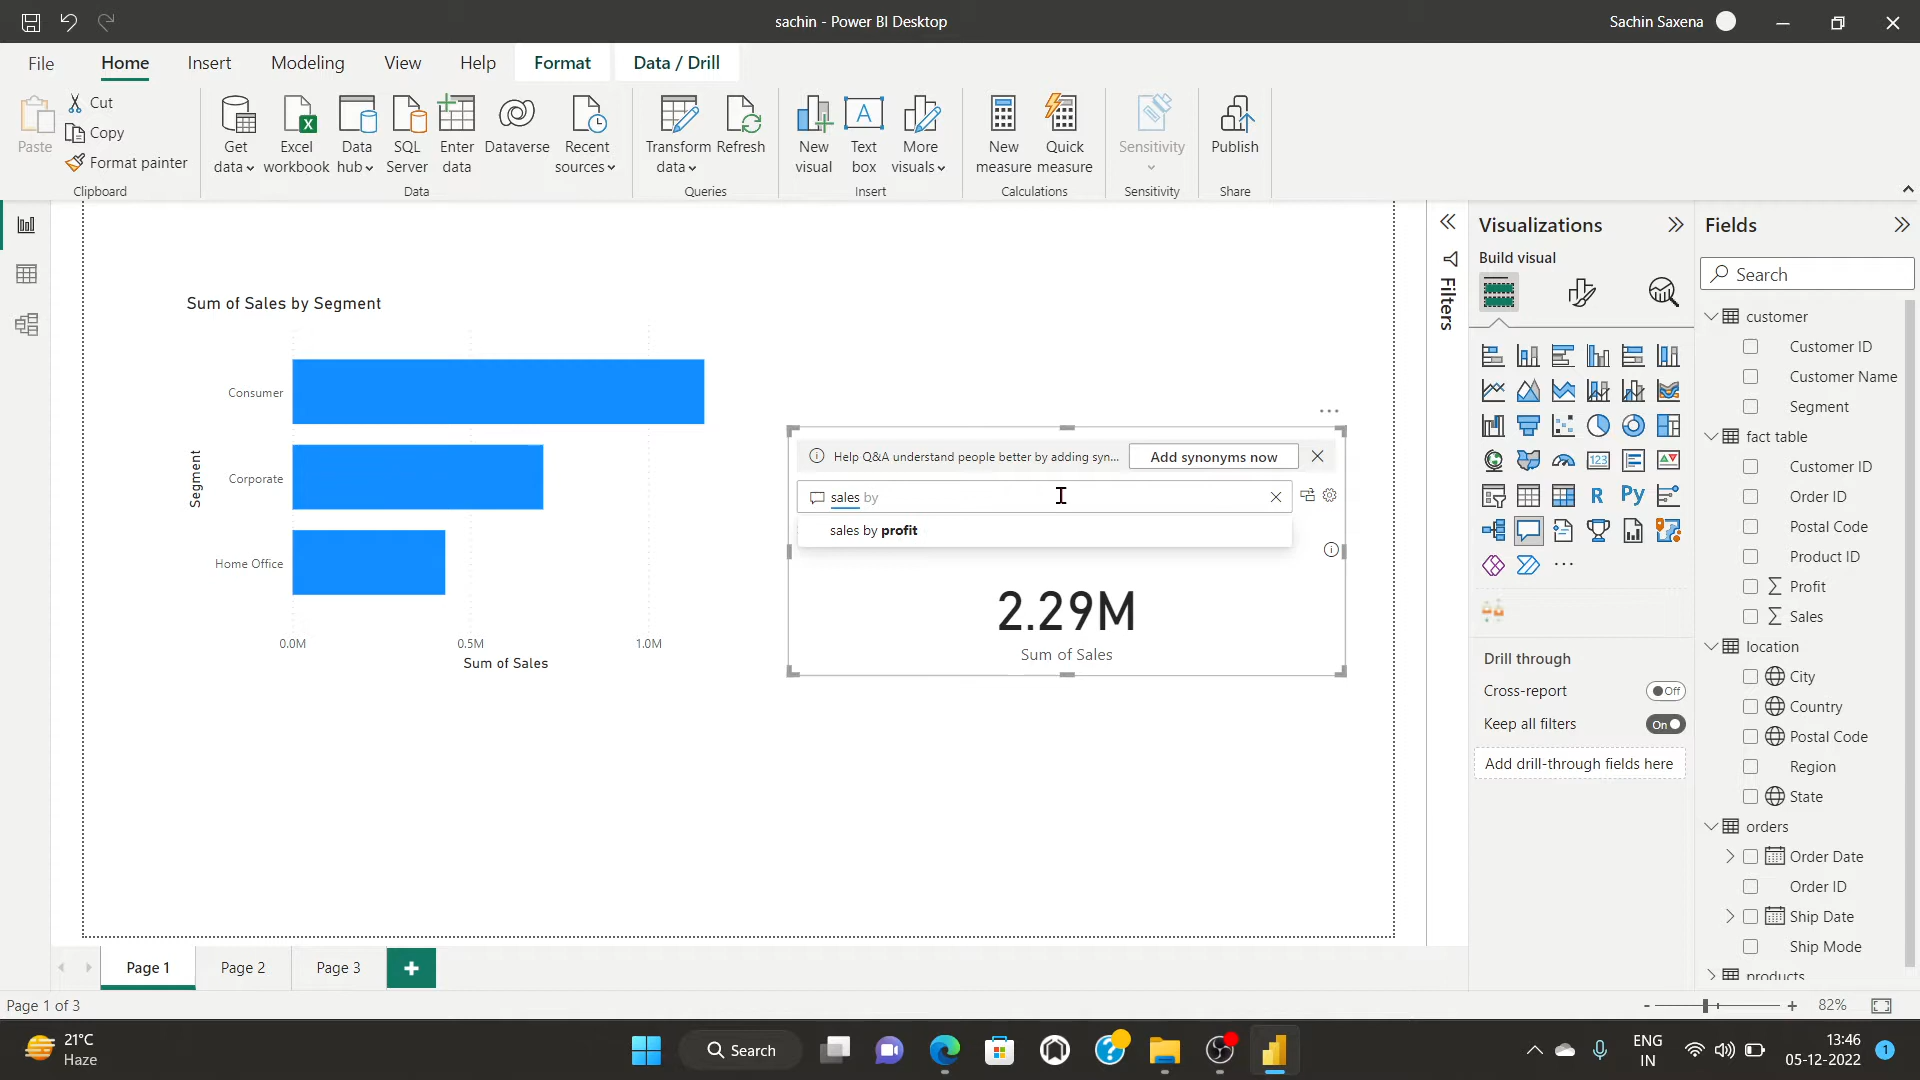 sachin - Power BI Desktop
Sachin Saxena
File
Home
Insert
Modeling
View
Help
Format
Data / Drill
Paste
Cut
Copy
Format painter
Clipboard
Get data
Excel workbook
Data hub
SQL Server
Enter data
Dataverse
Recent sources
Data
Transform data
Refresh
Queries
New visual
Text box
More visuals
Insert
New measure
Quick measure
Calculations
Sensitivity
Sensitivity
Publish
Share
Sum of Sales by Segment
Segment
Consumer
Corporate
Home Office
0.0M
0.5M
1.0M
Sum of Sales
Help Q&A understand people better by adding syn...
Add synonyms now
sales by
sales by profit
2.29M
Sum of Sales
Filters
Visualizations
Build visual
123
R
Py
Drill through
Cross-report
Off
Keep all filters
On
Add drill-through fields here
Fields
Search
customer
Customer ID
Customer Name
Segment
fact table
Customer ID
Order ID
Postal Code
Product ID
Profit
Sales
location
City
Country
Postal Code
Region
State
orders
Order Date
Order ID
Ship Date
Ship Mode
products
Page 1
Page 2
Page 3
Page 1 of 3
82%
21°C
Haze
Search
ENG
IN
13:46
05-12-2022
1